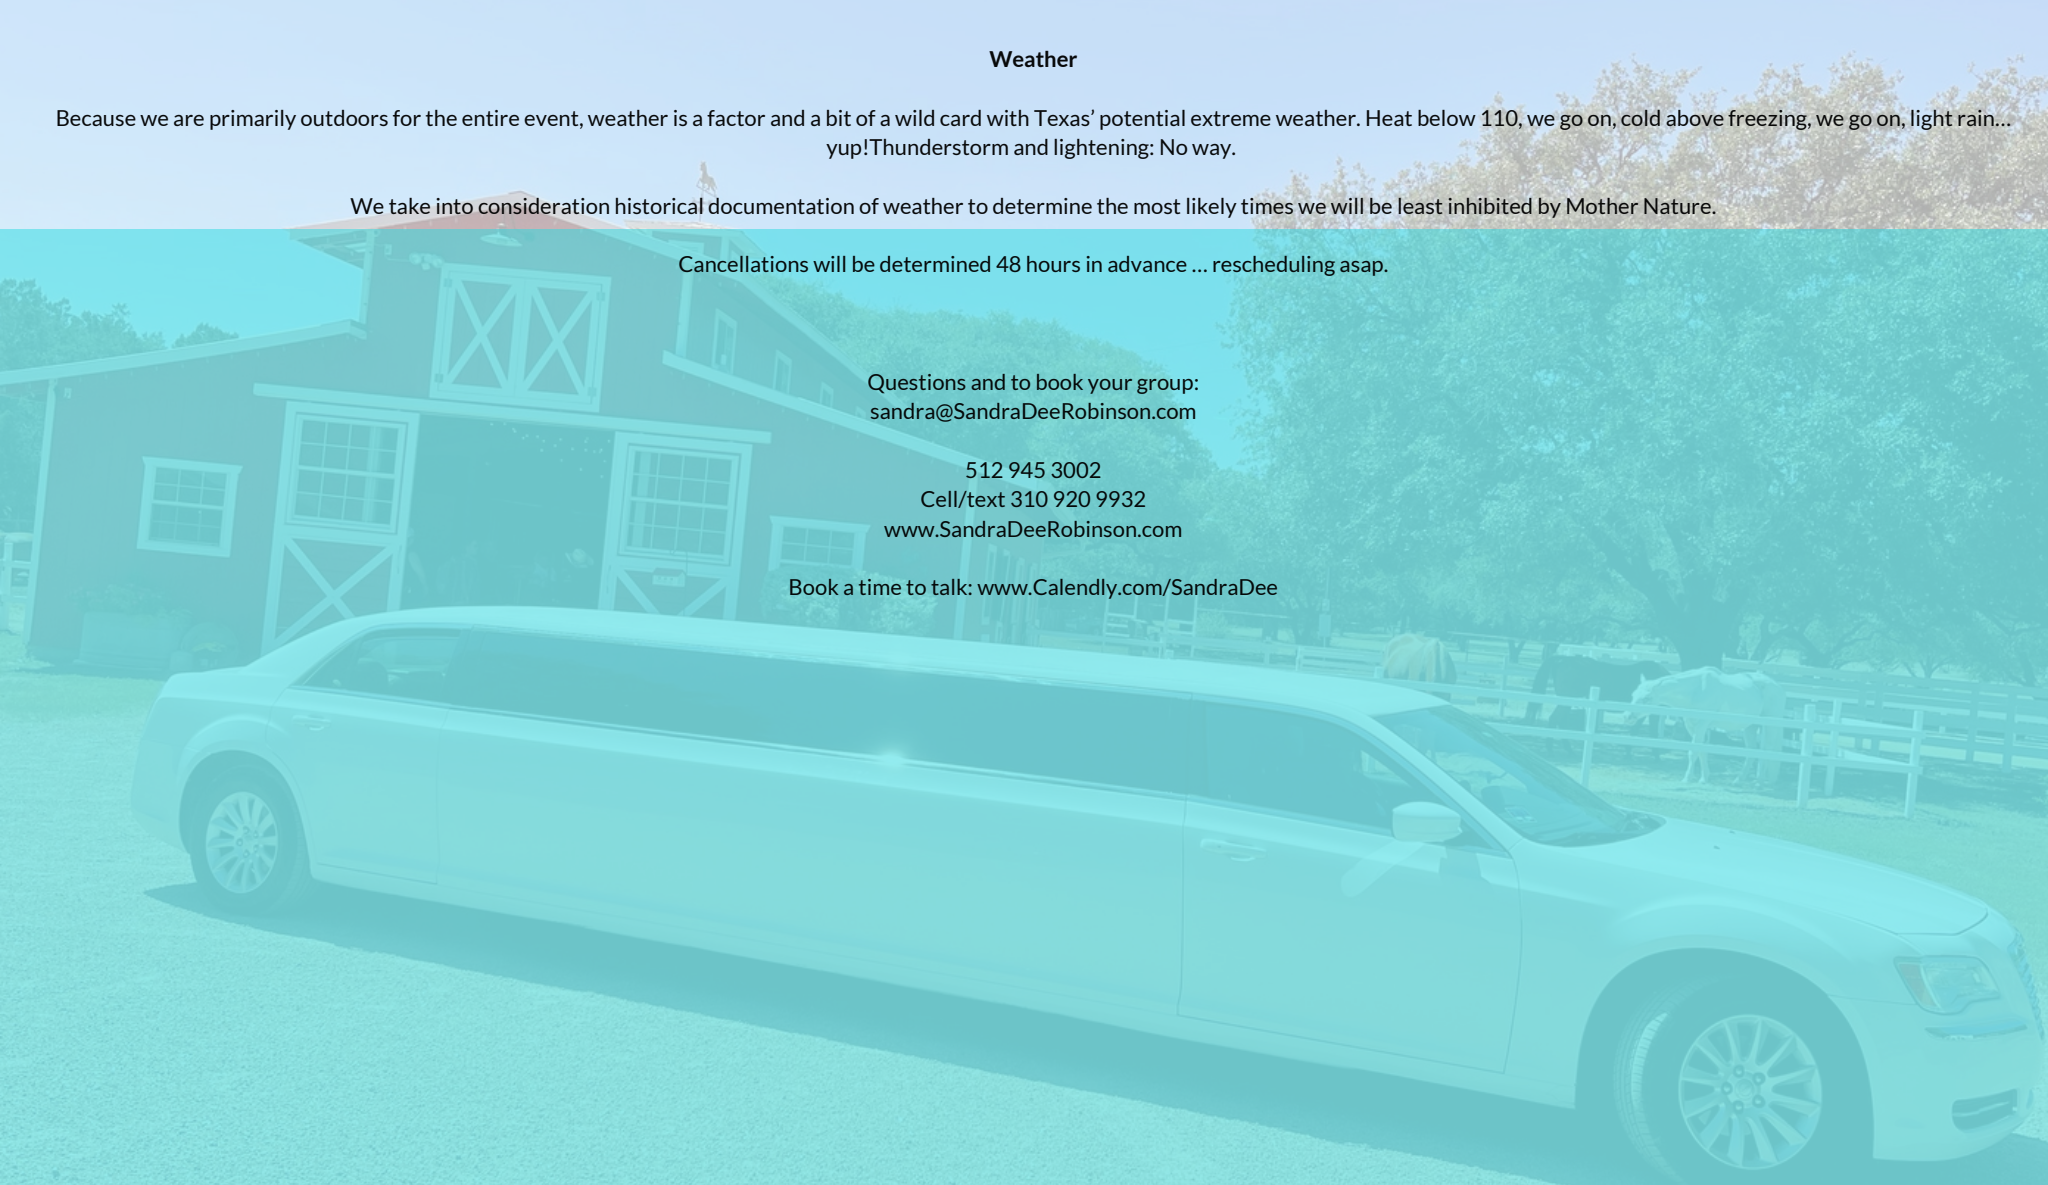 Weather
Because we are primarily outdoors for the entire event, weather is a factor and a bit of a wild card with Texas’ potential extreme weather. Heat below 110, we go on, cold above freezing, we go on, light rain…
yup!Thunderstorm and lightening: No way.
We take into consideration historical documentation of weather to determine the most likely times we will be least inhibited by Mother Nature.
Cancellations will be determined 48 hours in advance … rescheduling asap.
Questions and to book your group:
sandra@SandraDeeRobinson.com
512 945 3002
Cell/text 310 920 9932
www.SandraDeeRobinson.com
Book a time to talk: www.Calendly.com/SandraDee